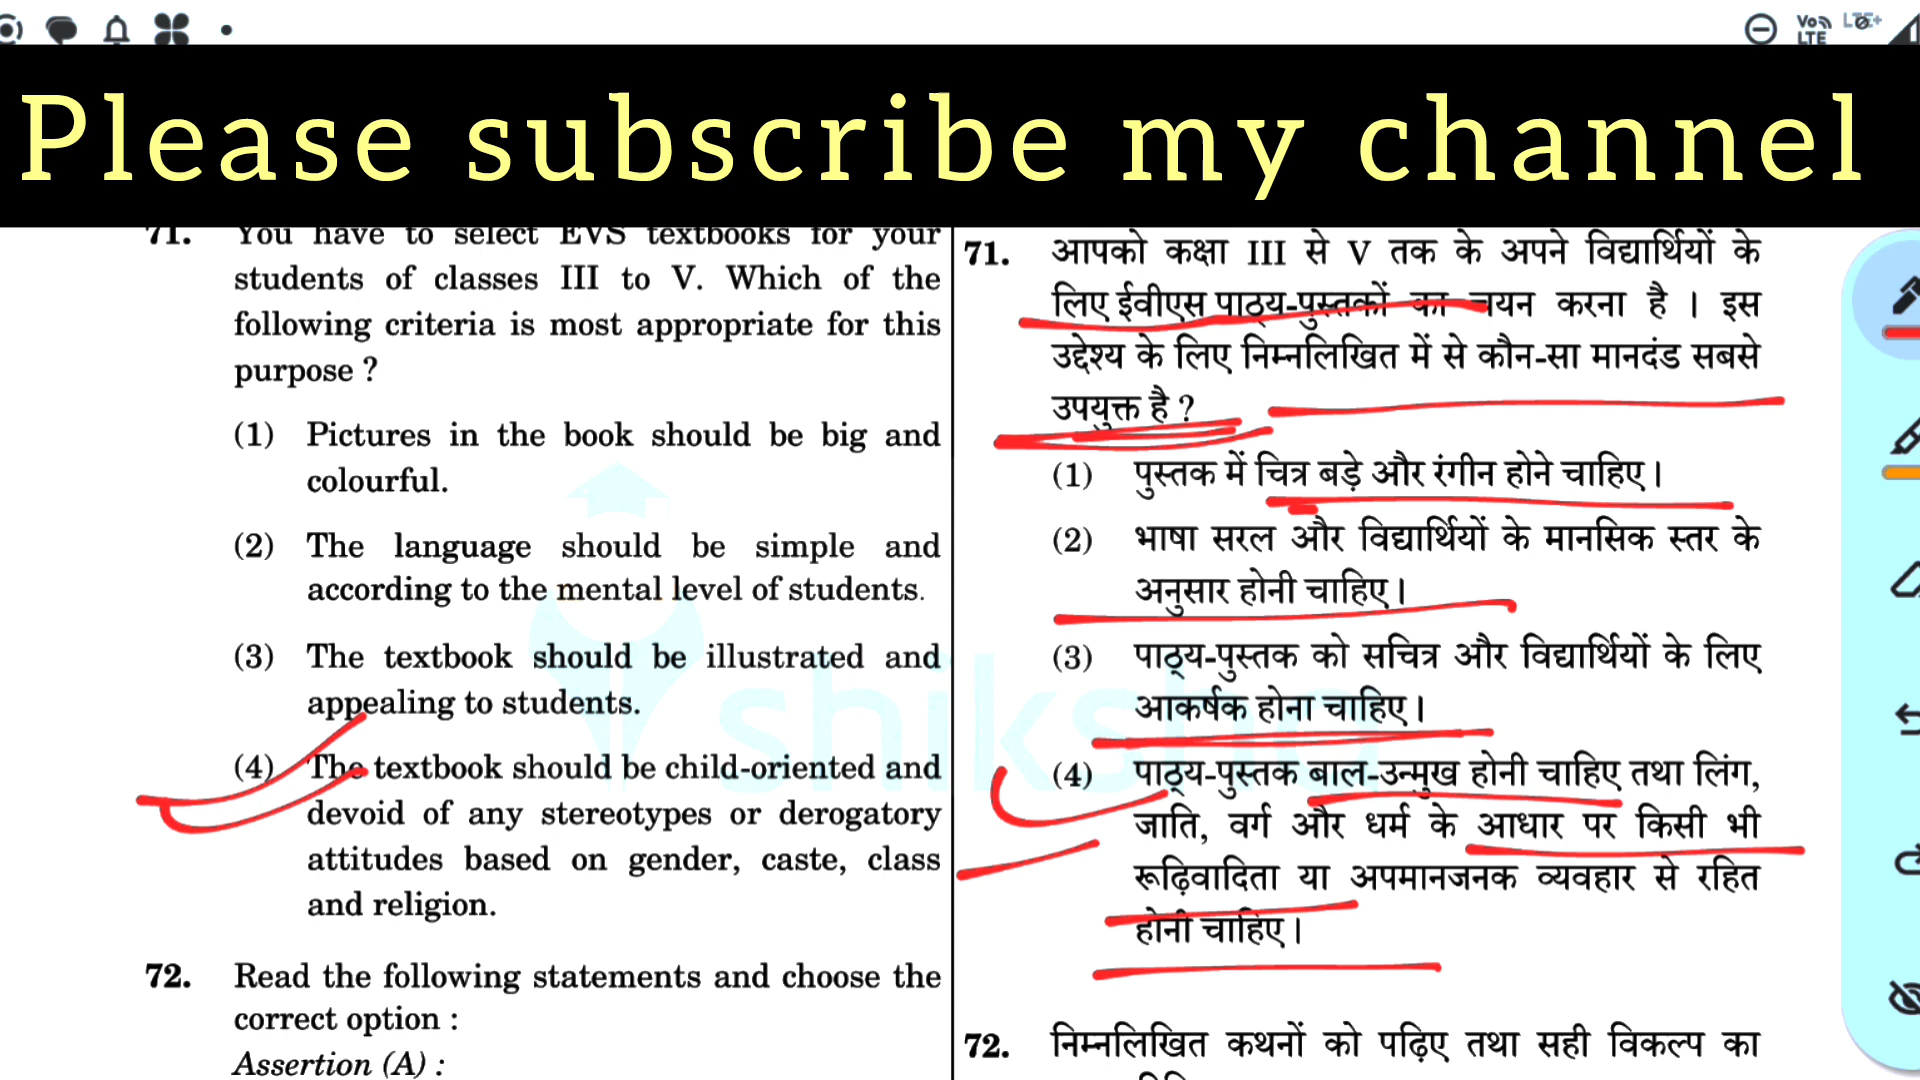 Vo LTE LTE+
Please subscribe my channel
71. You have to select EVS textbooks for your
students of classes III to V. Which of the
following criteria is most appropriate for this
purpose ?
(1) Pictures in the book should be big and
colourful.
(2) The language should be simple and
according to the mental level of students.
(3) The textbook should be illustrated and
appealing to students.
(4) The textbook should be child-oriented and
devoid of any stereotypes or derogatory
attitudes based on gender, caste, class
and religion.
72. Read the following statements and choose the
correct option :
Assertion (A) :
71. आपको कक्षा III से V तक के अपने विद्यार्थियों के
लिए ईवीएस पाठ्य-पुस्तकों का चयन करना है । इस
उद्देश्य के लिए निम्नलिखित में से कौन-सा मानदंड सबसे
उपयुक्त है ?
(1) पुस्तक में चित्र बड़े और रंगीन होने चाहिए ।
(2) भाषा सरल और विद्यार्थियों के मानसिक स्तर के
अनुसार होनी चाहिए ।
(3) पाठ्य-पुस्तक को सचित्र और विद्यार्थियों के लिए
आकर्षक होना चाहिए ।
(4) पाठ्य-पुस्तक बाल-उन्मुख होनी चाहिए तथा लिंग,
जाति, वर्ग और धर्म के आधार पर किसी भी
रूढ़िवादिता या अपमानजनक व्यवहार से रहित
होनी चाहिए ।
72. निम्नलिखित कथनों को पढ़िए तथा सही विकल्प का
shiksha